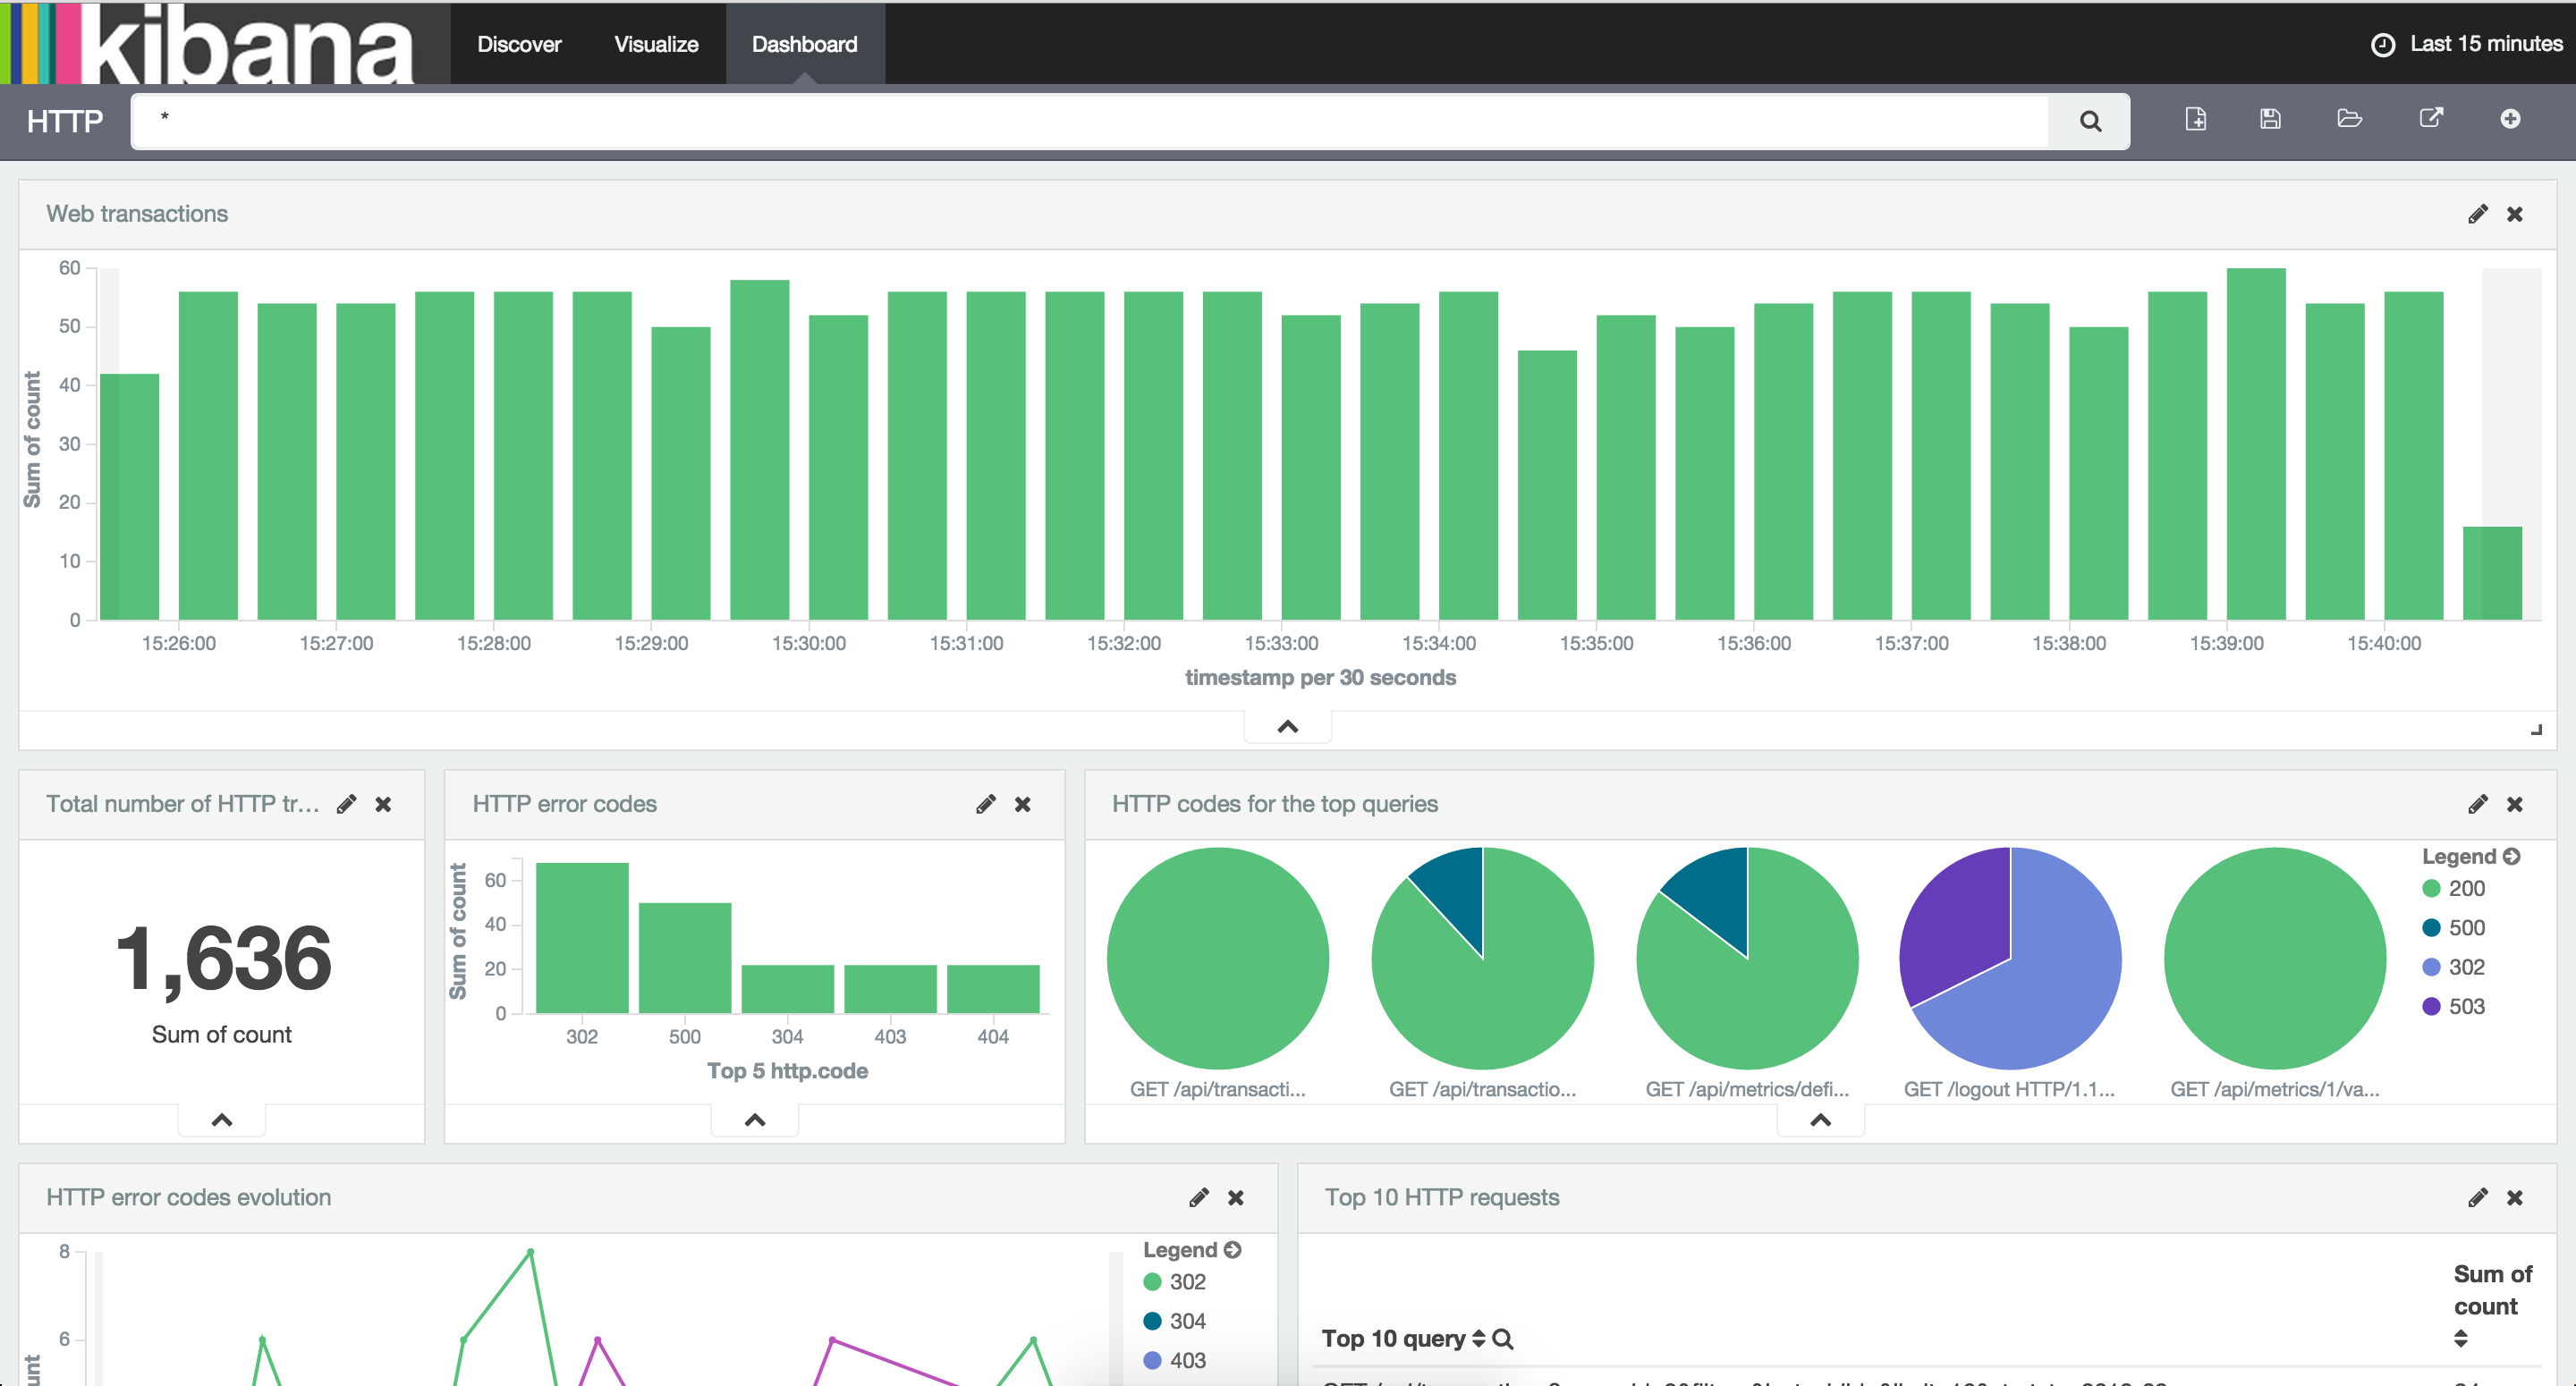 kibana
Discover Visualize Dashboard
Last 15 minutes
HTTP
*
Web transactions
60
50
40
30
20
10
0
Sum of count
15:26:00 15:27:00 15:28:00 15:29:00 15:30:00 15:31:00 15:32:00 15:33:00 15:34:00 15:35:00 15:36:00 15:37:00 15:38:00 15:39:00 15:40:00
timestamp per 30 seconds
Total number of HTTP tr...
1,636
Sum of count
HTTP error codes
60
40
20
0
Sum of count
302 500 304 403 404
Top 5 http.code
HTTP codes for the top queries
GET /api/transacti... GET /api/transactio... GET /api/metrics/defi... GET /logout HTTP/1.1... GET /api/metrics/1/va...
Legend
200
500
302
503
HTTP error codes evolution
8
6
Legend
302
304
403
Top 10 HTTP requests
Top 10 query
Sum of
count